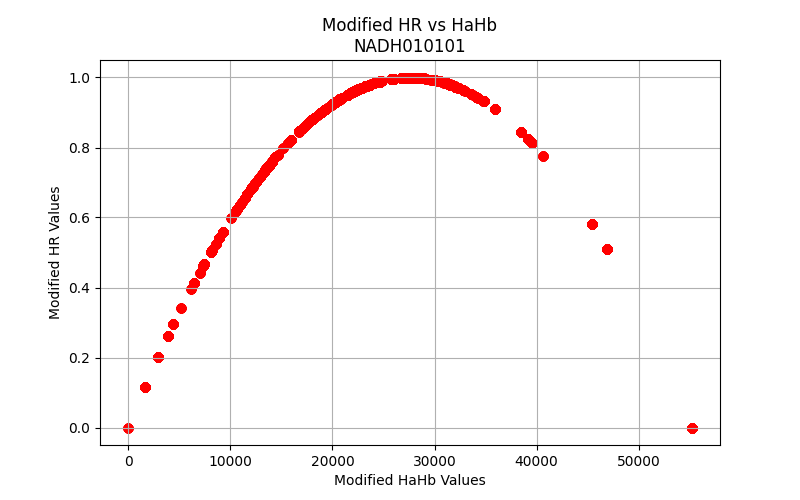 Modified HR vs HaHb
NADH010101
1.0
0.8
0.6
0.4
0.2
0.0
Modified HR Values
0 10000 20000 30000 40000 50000
Modified HaHb Values